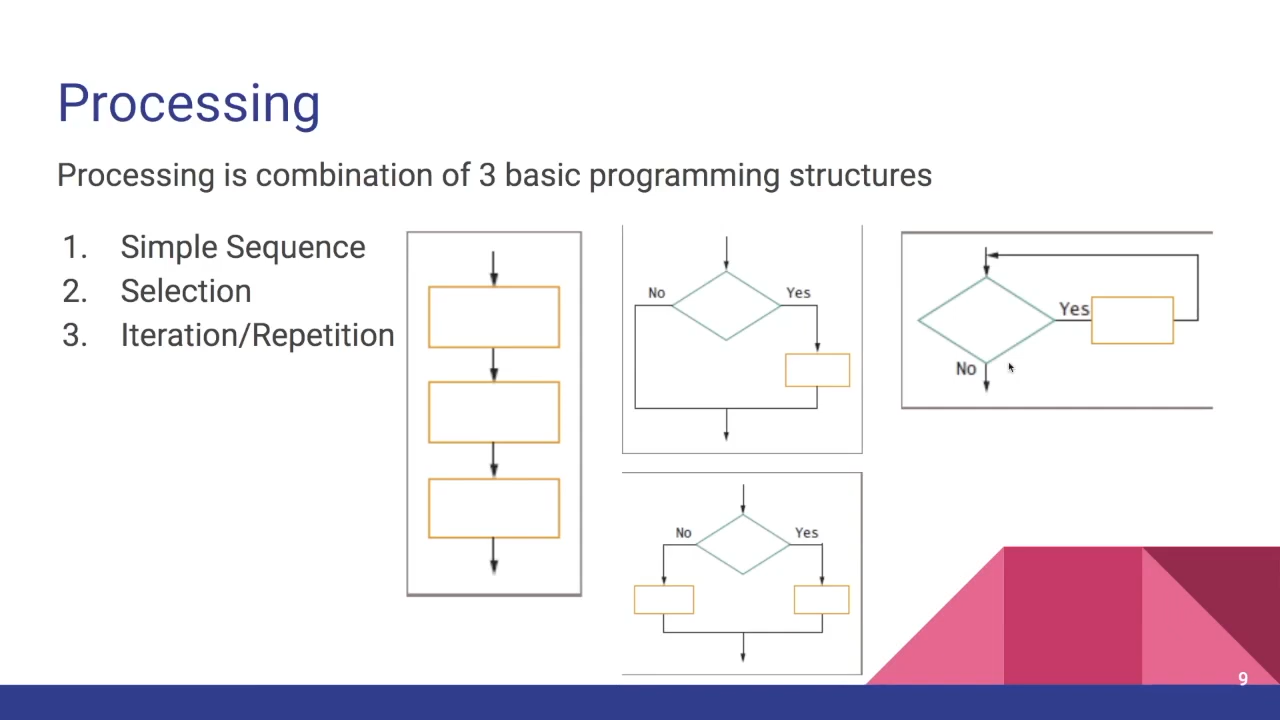 Processing
Processing is combination of 3 basic programming structures
1. Simple Sequence
2. Selection
3. Iteration/Repetition
No Yes
Yes
No
No Yes
9